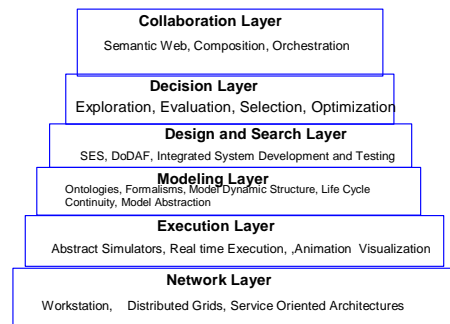 Collaboration Layer
Semantic Web, Composition, Orchestration
Decision Layer
Exploration, Evaluation, Selection, Optimization
Design and Search Layer
SES, DoDAF, Integrated System Development and Testing
Modeling Layer
Ontologies, Formalisms, Model Dynamic Structure, Life Cycle
Continuity, Model Abstraction
Execution Layer
Abstract Simulators, Real time Execution, ,Animation Visualization
Network Layer
Workstation, Distributed Grids, Service Oriented Architectures